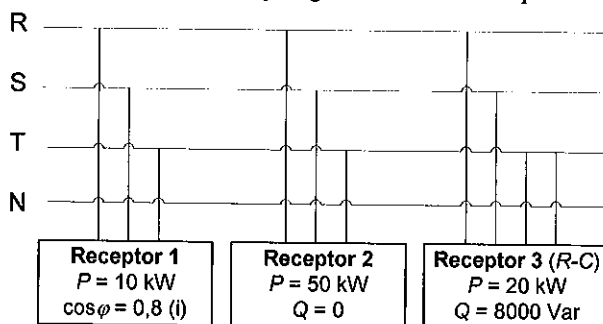 R
S
T
N
Receptor 1
P = 10 kW
cosφ = 0,8 (i)
Receptor 2
P = 50 kW
Q = 0
Receptor 3 (R-C)
P = 20 kW
Q = 8000 Var